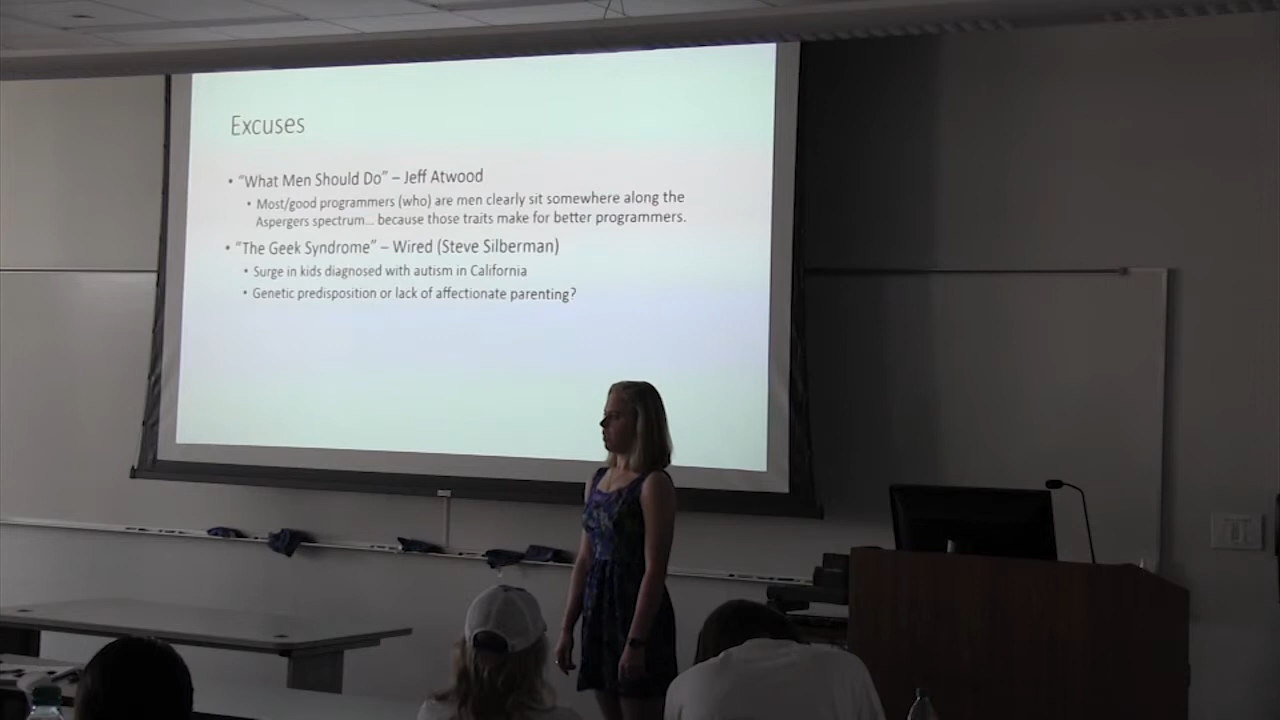 Excuses
• “What Men Should Do” – Jeff Atwood
• Most/good programmers (who) are men clearly sit somewhere along the
Aspergers spectrum... because those traits make for better programmers.
• “The Geek Syndrome” – Wired (Steve Silberman)
• Surge in kids diagnosed with autism in California
• Genetic predisposition or lack of affectionate parenting?